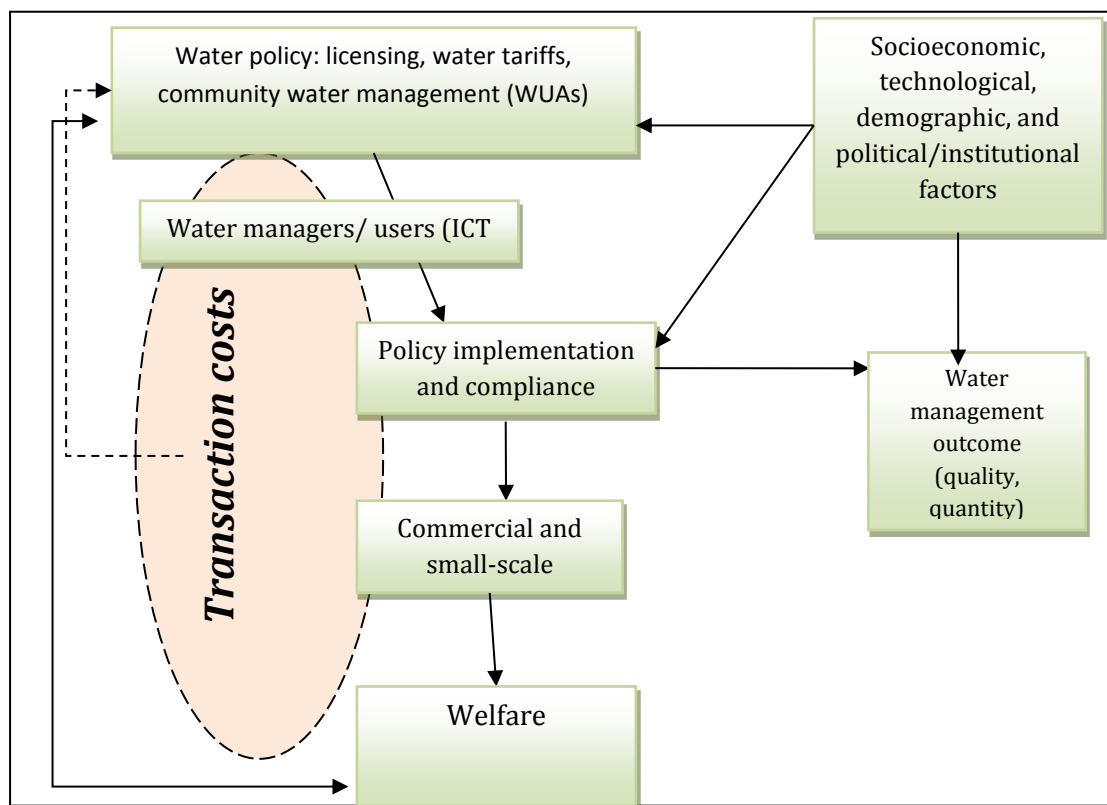 Water policy: licensing, water tariffs,
community water management (WUAs)
Socioeconomic,
technological,
demographic, and
political/institutional
factors
Water managers/ users (ICT
Transaction costs
Policy implementation
and compliance
Water
management
outcome
(quality,
quantity)
Commercial and
small-scale
Welfare